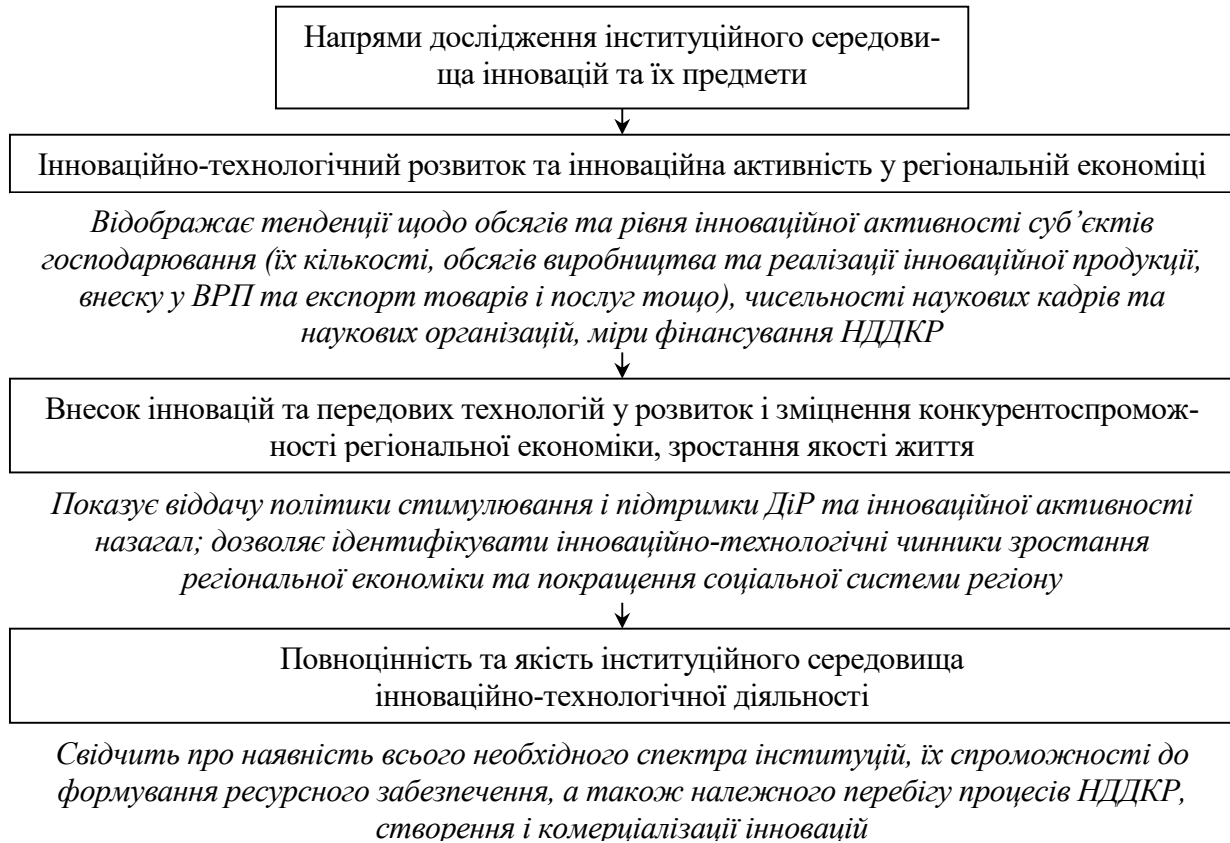 Напрями дослідження інституційного середови-
ща інновацій та їх предмети
Інноваційно-технологічний розвиток та інноваційна активність у регіональній економіці
Відображає тенденції щодо обсягів та рівня інноваційної активності суб’єктів
господарювання (їх кількості, обсягів виробництва та реалізації інноваційної продукції,
внеску у ВРП та експорт товарів і послуг тощо), чисельності наукових кадрів та
наукових організацій, міри фінансування НДДКР
Внесок інновацій та передових технологій у розвиток і зміцнення конкурентоспромож-
ності регіональної економіки, зростання якості життя
Показує віддачу політики стимулювання і підтримки ДіР та інноваційної активності
назагал; дозволяє ідентифікувати інноваційно-технологічні чинники зростання
регіональної економіки та покращення соціальної системи регіону
Повноцінність та якість інституційного середовища
інноваційно-технологічної діяльності
Свідчить про наявність всього необхідного спектра інституцій, їх спроможності до
формування ресурсного забезпечення, а також належного перебігу процесів НДДКР,
створення і комерціалізації інновацій